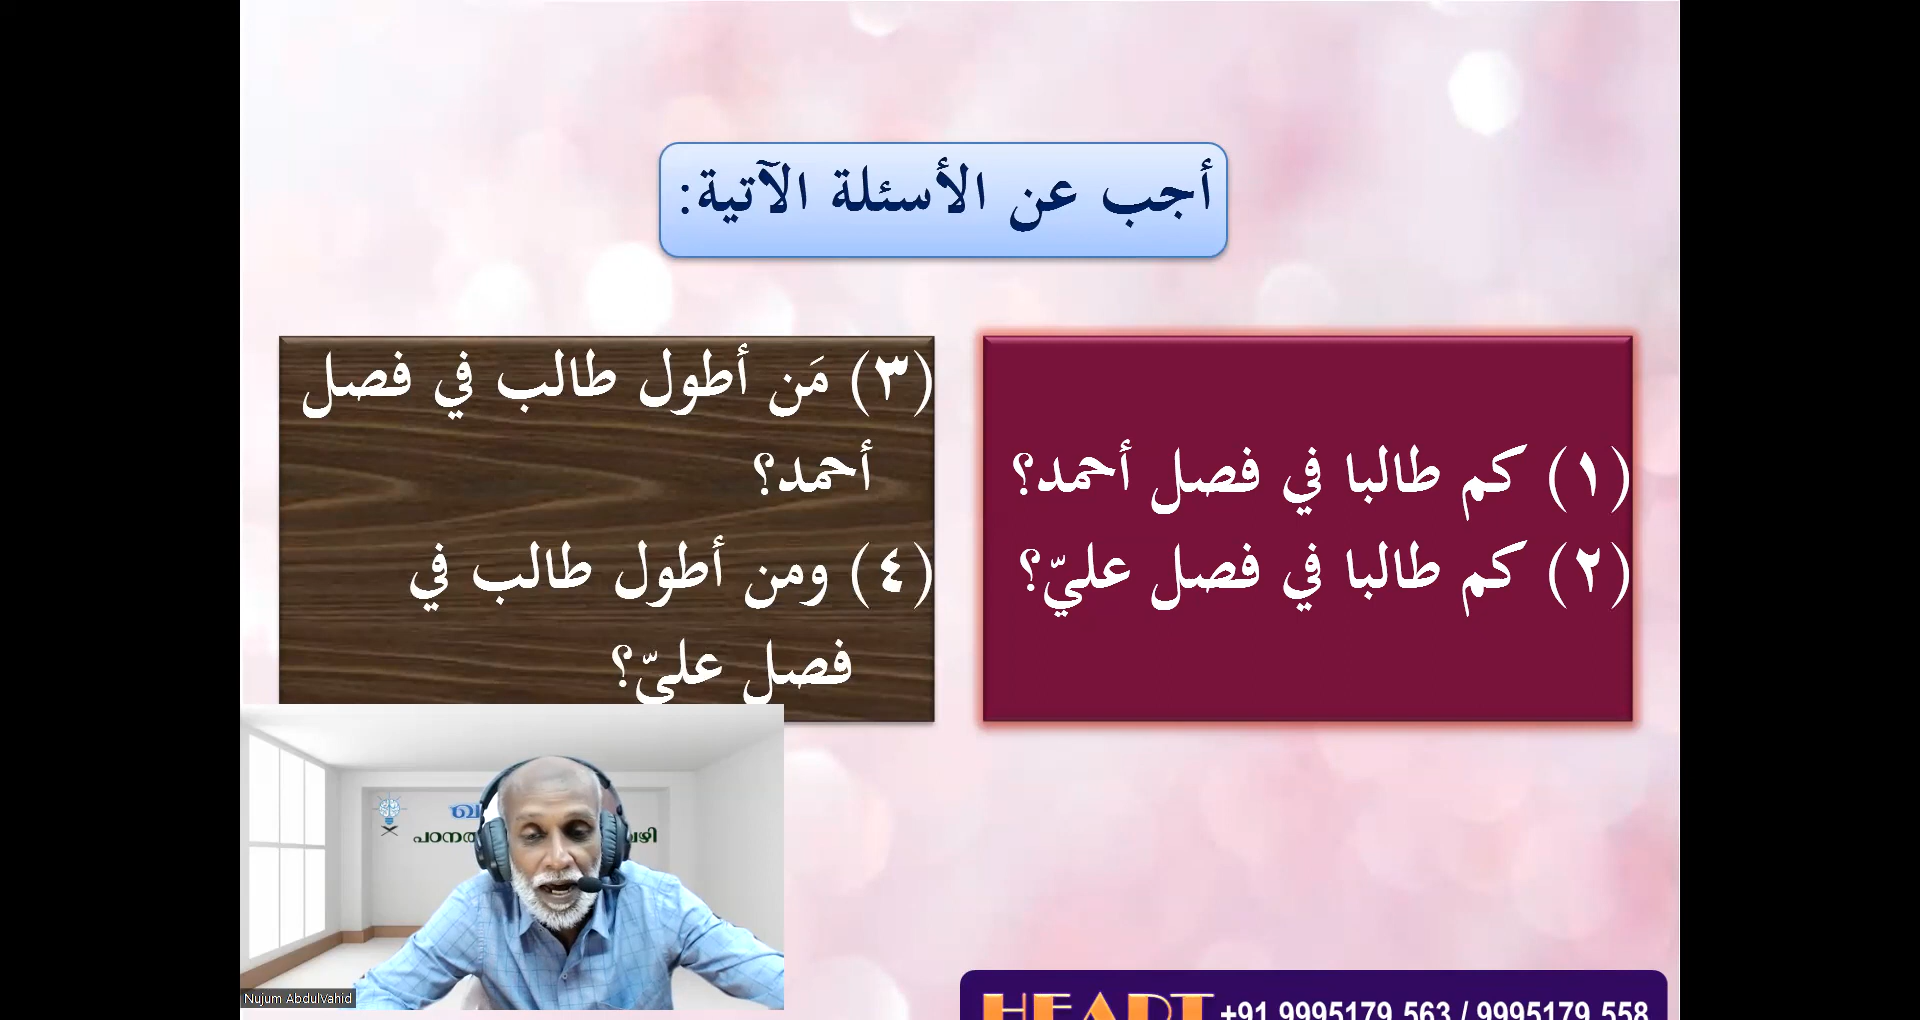 أجب عن الأسئلة الآتية:
(١) كم طالبا في فصل أحمد؟
(٢) كم طالبا في فصل عليّ؟
(٣) مَن أطول طالب في فصل
أحمد؟
(٤) ومن أطول طالب في
فصل عليّ؟
Nujum AbdulVahid
HEART +91 9995179 563 / 9995179 558